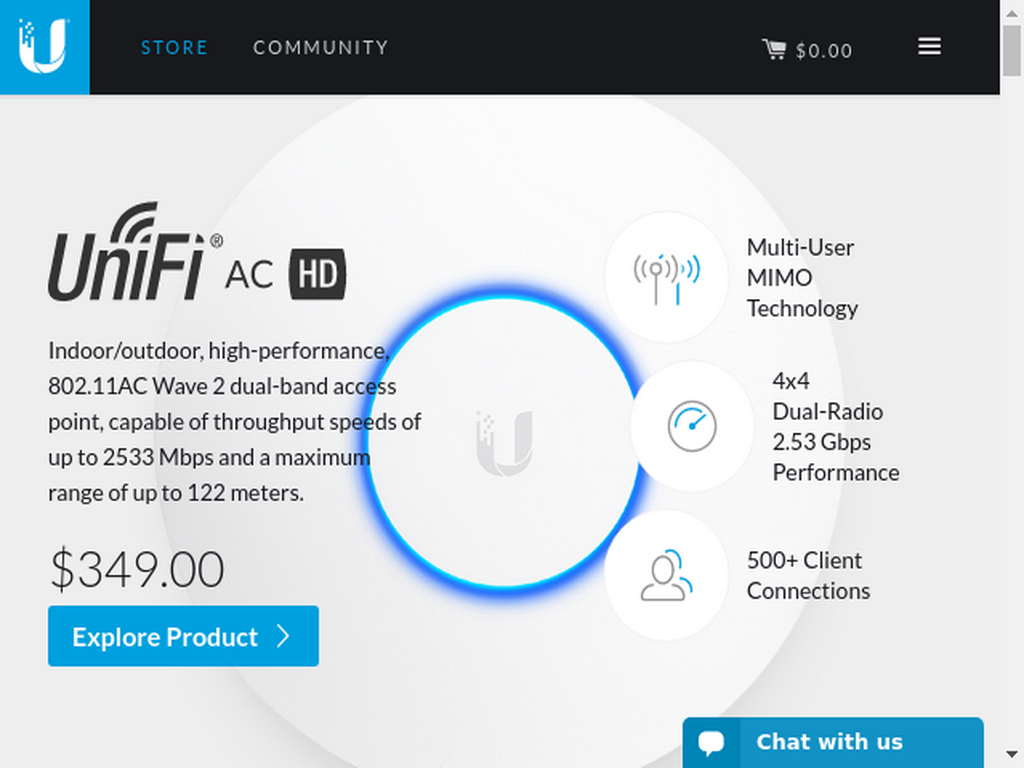 STORE
COMMUNITY
$0.00
UniFi® AC HD
Indoor/outdoor, high-performance,
802.11AC Wave 2 dual-band access
point, capable of throughput speeds of
up to 2533 Mbps and a maximum
range of up to 122 meters.
$349.00
Explore Product
Multi-User
MIMO
Technology
4x4
Dual-Radio
2.53 Gbps
Performance
500+ Client
Connections
Chat with us